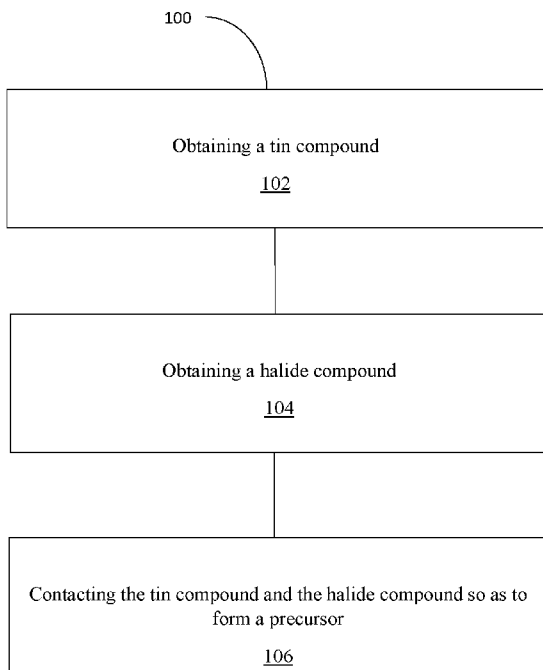 100
Obtaining a tin compound
102
Obtaining a halide compound
104
Contacting the tin compound and the halide compound so as to
form a precursor
106